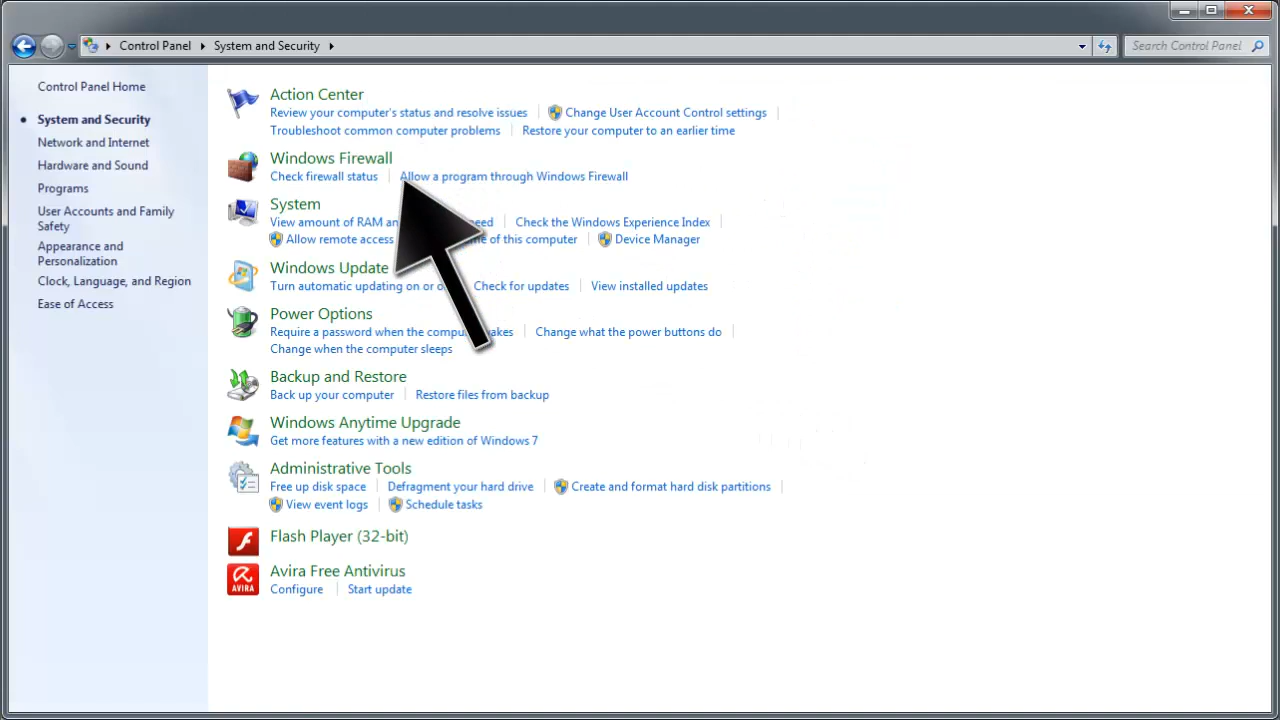 Control Panel System and Security
Search Control Panel
Control Panel Home
System and Security
Network and Internet
Hardware and Sound
Programs
User Accounts and Family
Safety
Appearance and
Personalization
Clock, Language, and Region
Ease of Access
Action Center
Review your computer's status and resolve issues Change User Account Control settings
Troubleshoot common computer problems Restore your computer to an earlier time
Windows Firewall
Check firewall status Allow a program through Windows Firewall
System
View amount of RAM Check the Windows Experience Index
Allow remote access of this computer Device Manager
Windows Update
Turn automatic updating on or Check for updates View installed updates
Power Options
Require a password when the Change what the power buttons do
Change when the computer sleeps
Backup and Restore
Back up your computer Restore files from backup
Windows Anytime Upgrade
Get more features with a new edition of Windows 7
Administrative Tools
Free up disk space Defragment your hard drive Create and format hard disk partitions
View event logs Schedule tasks
Flash Player (32-bit)
AVIRA
Avira Free Antivirus
Configure Start update